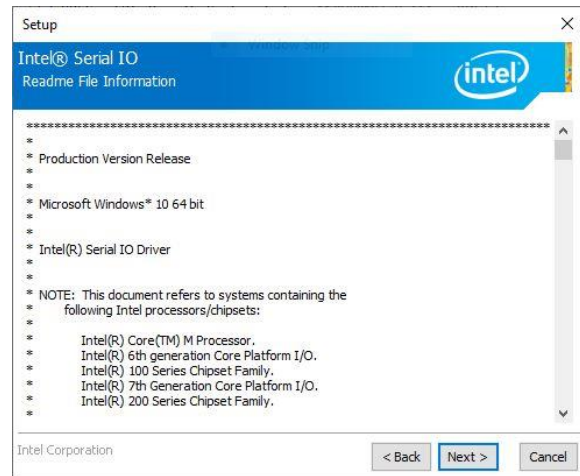 Setup
Window Snip
Intel® Serial IO
Readme File Information
intel
******************************************************************************
*
* Production Version Release
*
*
* Microsoft Windows* 10 64 bit
*
*
* Intel(R) Serial IO Driver
*
*
* NOTE: This document refers to systems containing the
* following Intel processors/chipsets:
*
* Intel(R) Core(TM) M Processor.
* Intel(R) 6th generation Core Platform I/O.
* Intel(R) 100 Series Chipset Family.
* Intel(R) 7th Generation Core Platform I/O.
* Intel(R) 200 Series Chipset Family.
*
Intel Corporation
< Back Next > Cancel